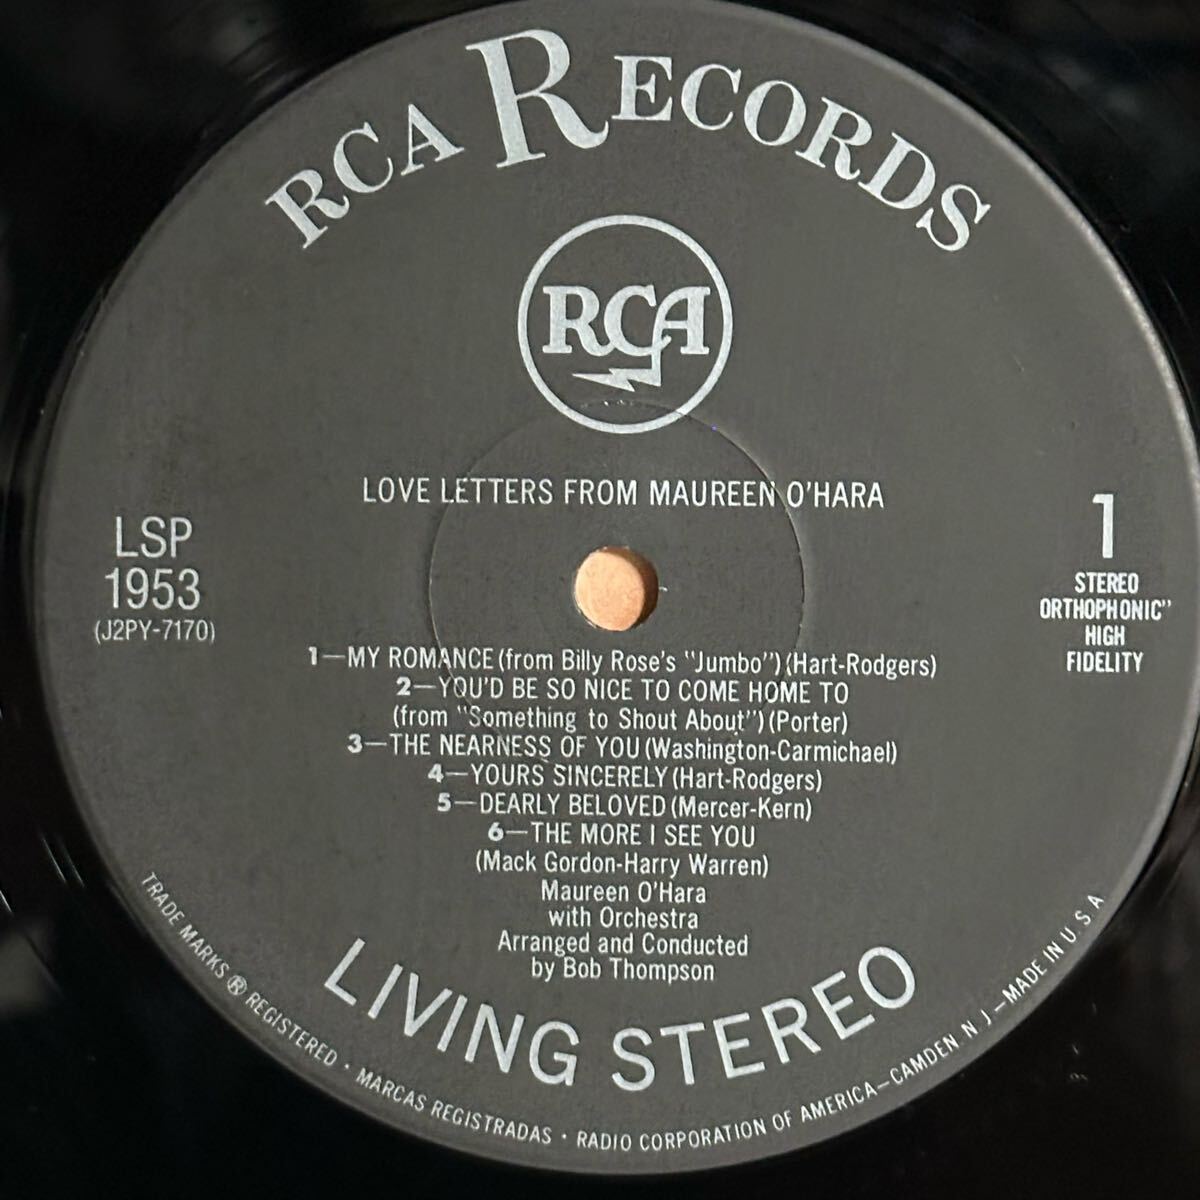 RCA RECORDS
RCA
LOVE LETTERS FROM MAUREEN O'HARA
LSP
1953
(J2PY-7170)
1
STEREO
ORTHOPHONIC"
HIGH
FIDELITY
1—MY ROMANCE (from Billy Rose's "Jumbo") (Hart-Rodgers)
2—YOU'D BE SO NICE TO COME HOME TO
(from "Something to Shout About") (Porter)
3—THE NEARNESS OF YOU (Washington-Carmichael)
4—YOURS SINCERELY (Hart-Rodgers)
5—DEARLY BELOVED (Mercer-Kern)
6—THE MORE I SEE YOU
(Mack Gordon-Harry Warren)
Maureen O'Hara
with Orchestra
Arranged and Conducted
by Bob Thompson
LIVING STEREO
TRADE MARKS ® REGISTERED · MARCAS REGISTRADAS · RADIO CORPORATION OF AMERICA—CAMDEN N J—MADE IN U.S.A